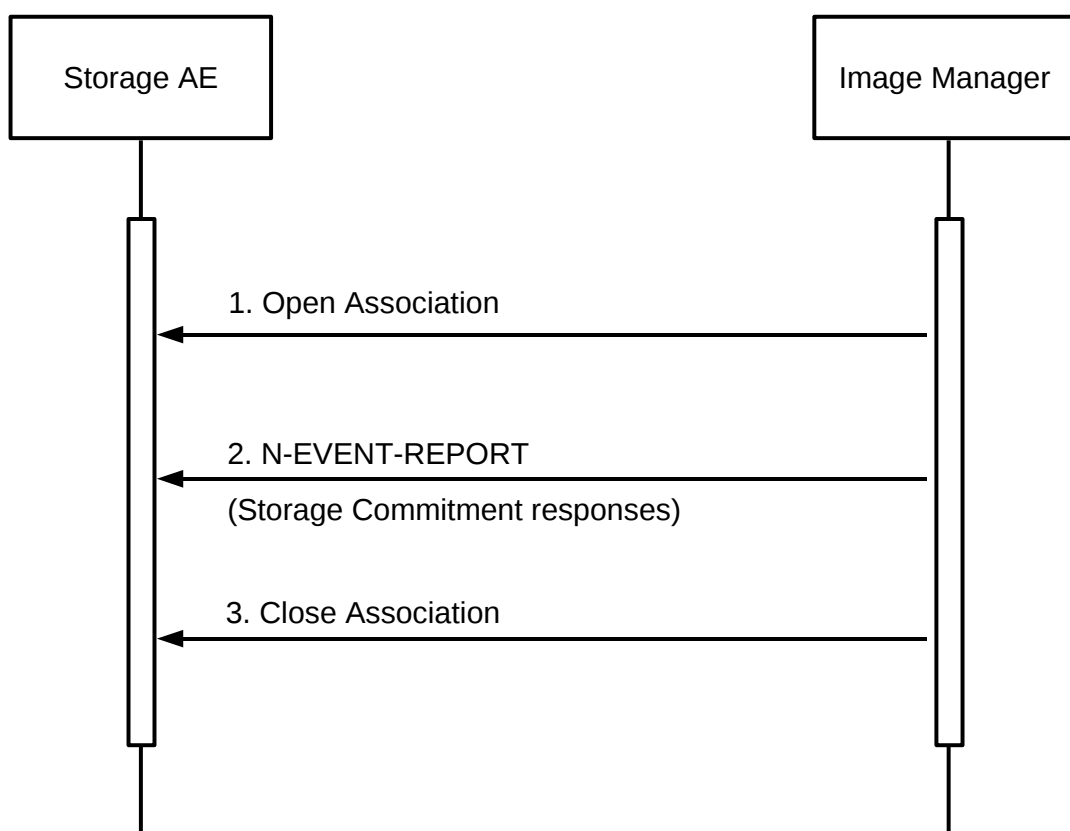 Storage AE
Image Manager
1. Open Association
2. N-EVENT-REPORT
(Storage Commitment responses)
3. Close Association